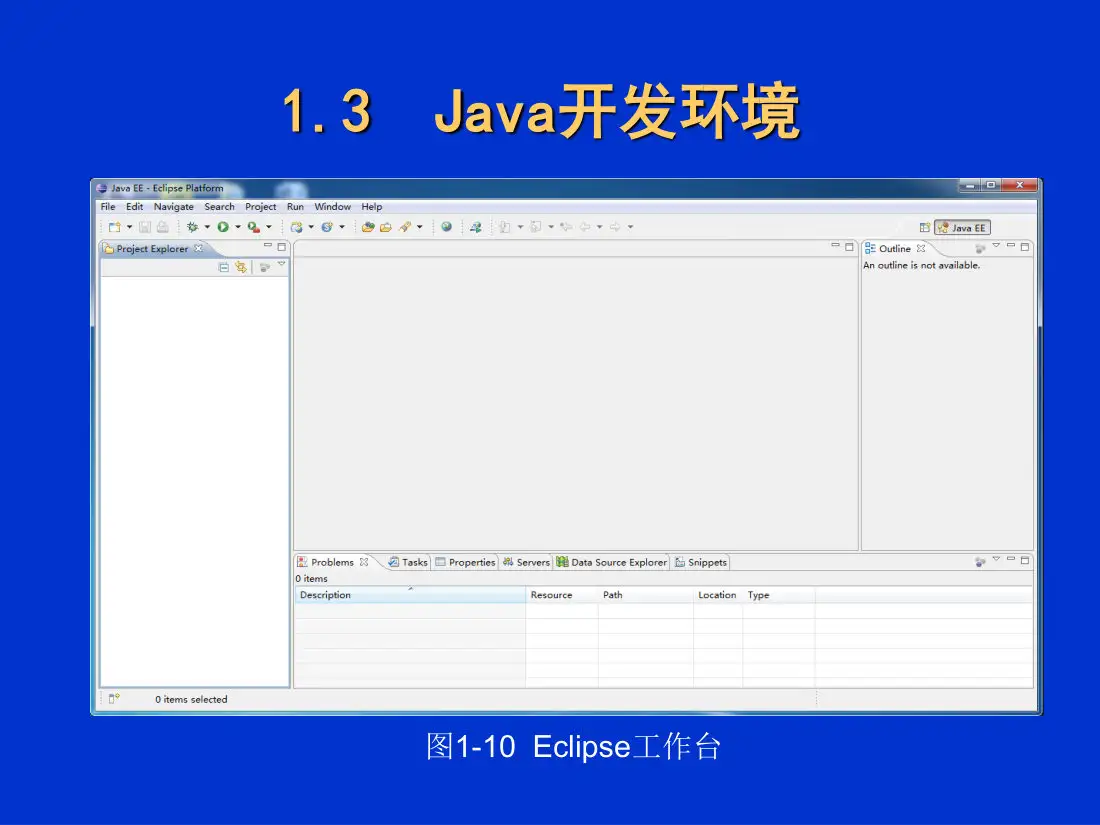 1.3 Java开发环境
Java EE - Eclipse Platform
File Edit Navigate Search Project Run Window Help
Java EE
Project Explorer
Outline
An outline is not available.
Problems Tasks Properties Servers Data Source Explorer Snippets
0 items
Description Resource Path Location Type
0 items selected
图1-10 Eclipse工作台